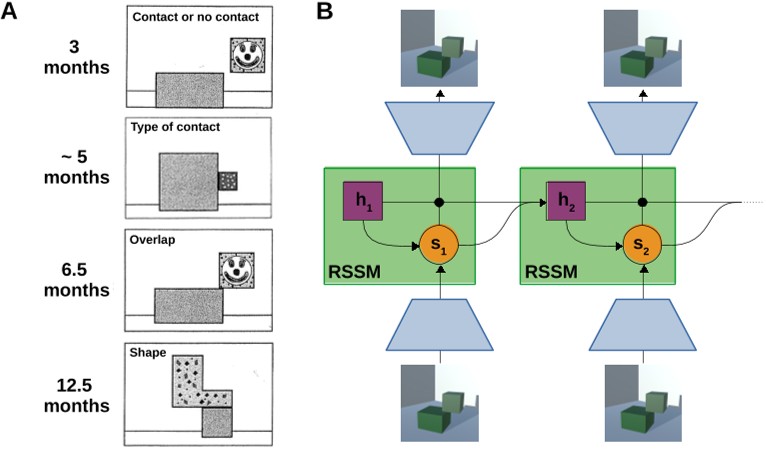 A
3
months
Contact or no contact
~ 5
months
Type of contact
6.5
months
Overlap
12.5
months
Shape
B
h1
s1
RSSM
h2
s2
RSSM